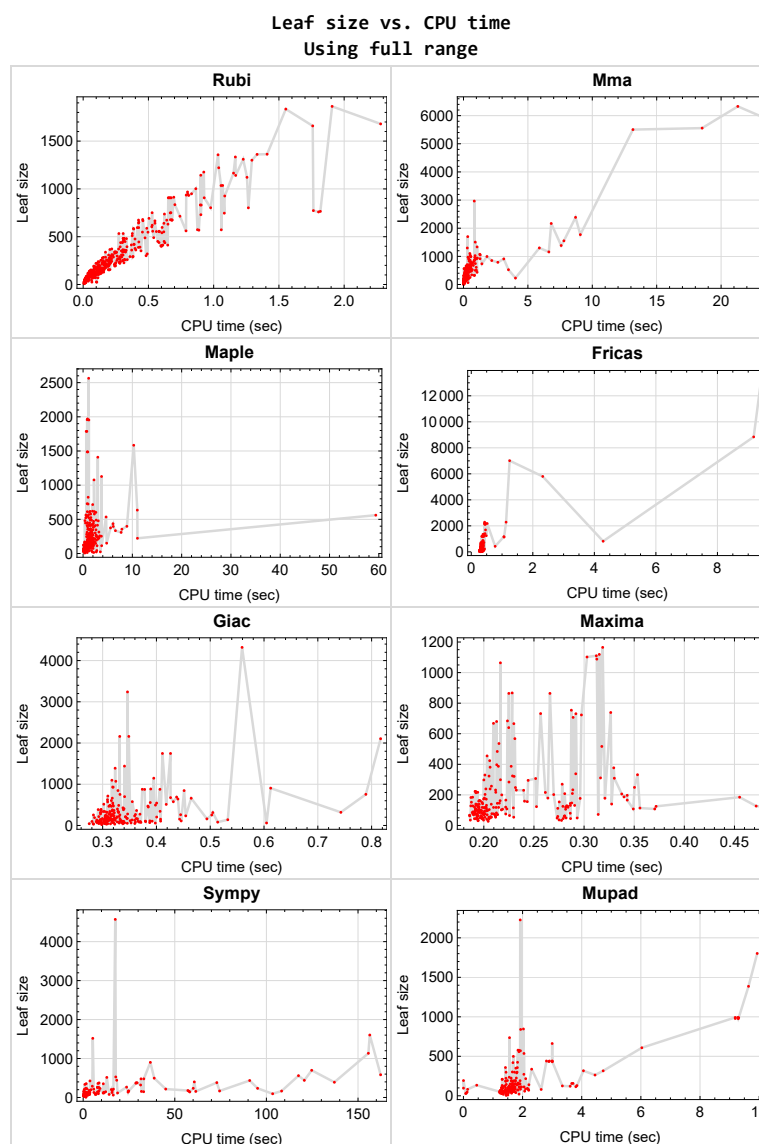 Leaf size vs. CPU time
Using full range
Rubi
Leaf size
1500
1000
500
0
0.0 0.5 1.0 1.5 2.0
CPU time (sec)
Mma
Leaf size
6000
5000
4000
3000
2000
1000
0
0 5 10 15 20
CPU time (sec)
Maple
Leaf size
2500
2000
1500
1000
500
0
0 10 20 30 40 50 60
CPU time (sec)
Fricas
Leaf size
12000
10000
8000
6000
4000
2000
0
0 2 4 6 8
CPU time (sec)
Giac
Leaf size
4000
3000
2000
1000
0
0.3 0.4 0.5 0.6 0.7 0.8
CPU time (sec)
Maxima
Leaf size
1200
1000
800
600
400
200
0
0.20 0.25 0.30 0.35 0.40 0.45
CPU time (sec)
Sympy
Leaf size
4000
3000
2000
1000
0
0 50 100 150
CPU time (sec)
Mupad
Leaf size
2000
1500
1000
500
0
0 2 4 6 8 10
CPU time (sec)